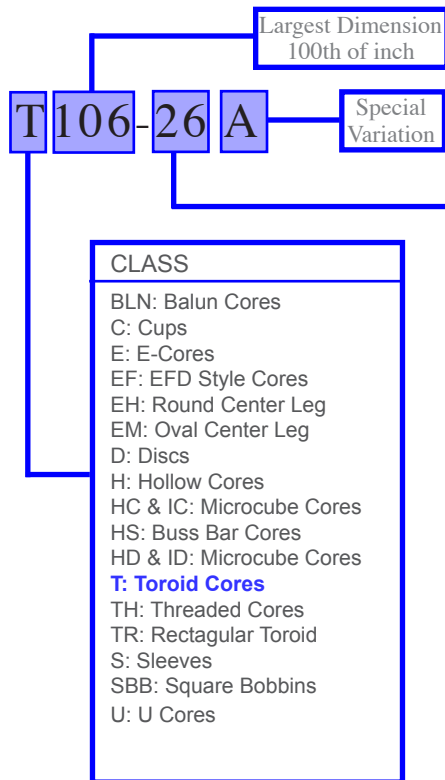 Largest Dimension
100th of inch
T 106-26 A
Special
Variation
CLASS
BLN: Balun Cores
C: Cups
E: E-Cores
EF: EFD Style Cores
EH: Round Center Leg
EM: Oval Center Leg
D: Discs
H: Hollow Cores
HC & IC: Microcube Cores
HS: Buss Bar Cores
HD & ID: Microcube Cores
T: Toroid Cores
TH: Threaded Cores
TR: Rectagular Toroid
S: Sleeves
SBB: Square Bobbins
U: U Cores